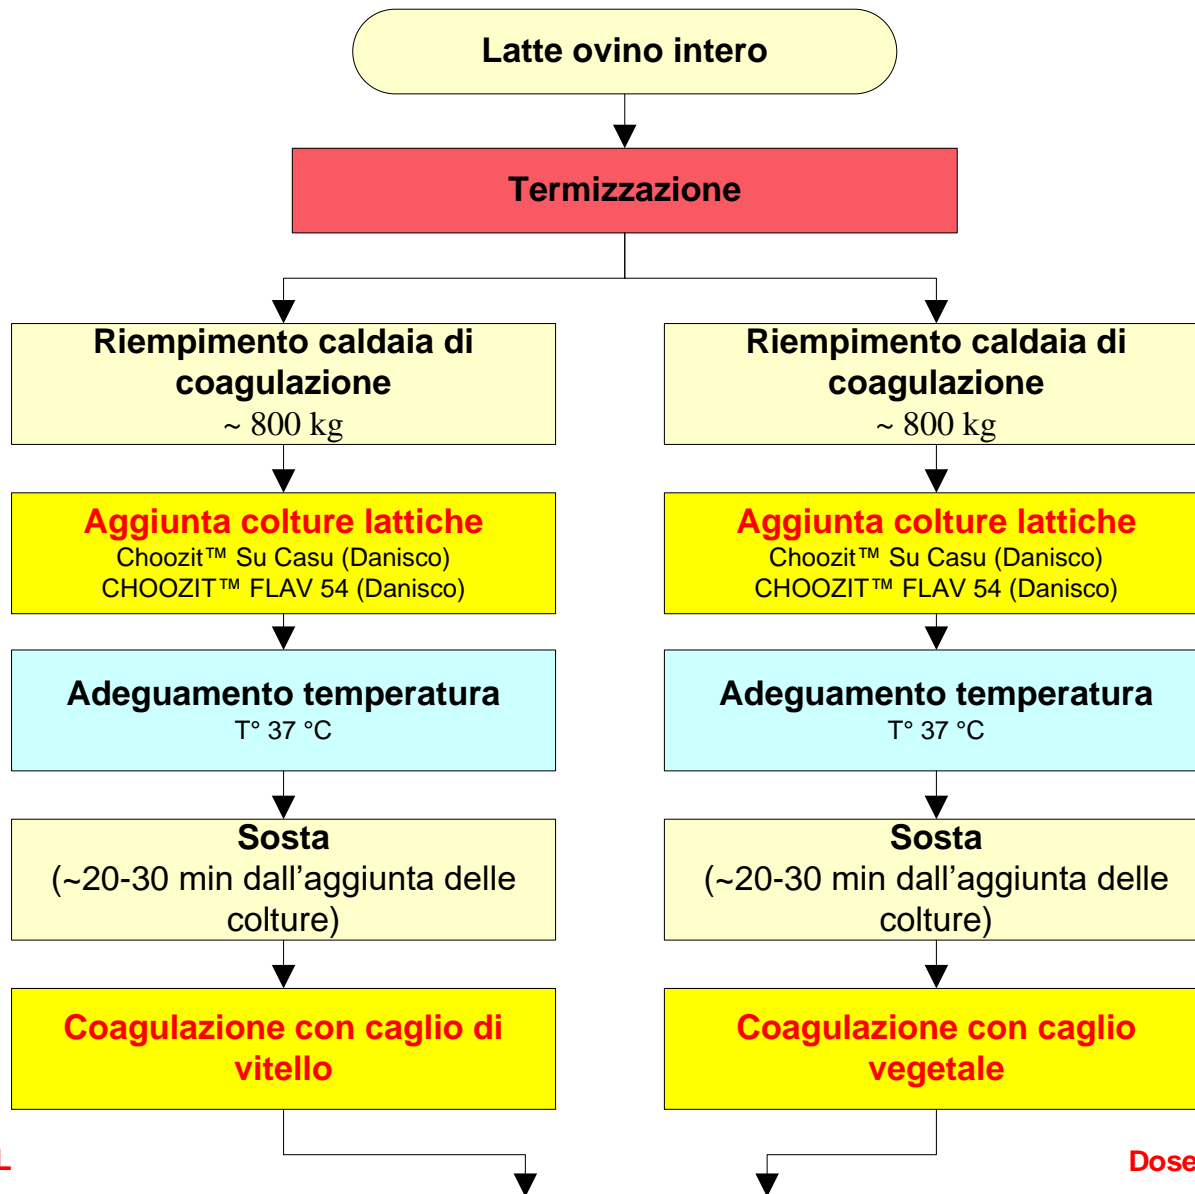 Latte ovino intero
Termizzazione
Riempimento caldaia di
coagulazione
~ 800 kg
Aggiunta colture lattiche
Choozit™ Su Casu (Danisco)
CHOOZIT™ FLAV 54 (Danisco)
Adeguamento temperatura
T° 37 °C
Sosta
(~20-30 min dall’aggiunta delle
colture)
Coagulazione con caglio di
vitello
Riempimento caldaia di
coagulazione
~ 800 kg
Aggiunta colture lattiche
Choozit™ Su Casu (Danisco)
CHOOZIT™ FLAV 54 (Danisco)
Adeguamento temperatura
T° 37 °C
Sosta
(~20-30 min dall’aggiunta delle
colture)
Coagulazione con caglio
vegetale
L
Dose